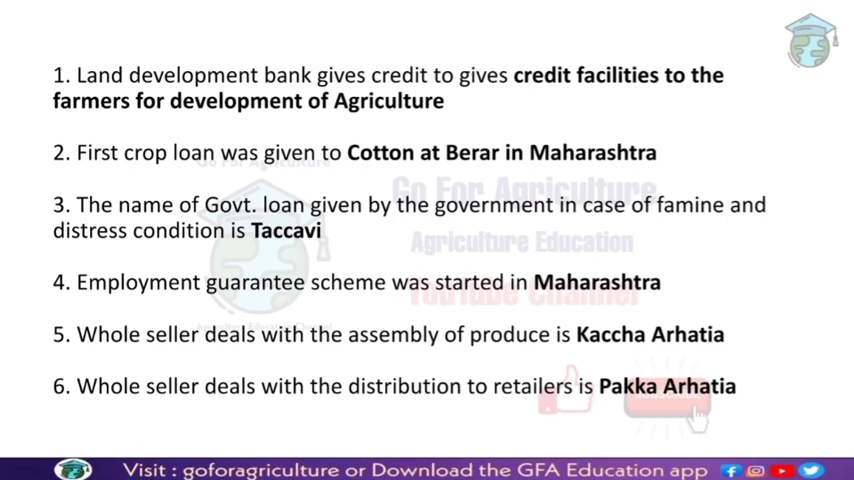 1. Land development bank gives credit to gives credit facilities to the
farmers for development of Agriculture
2. First crop loan was given to Cotton at Berar in Maharashtra
3. The name of Govt. loan given by the government in case of famine and
distress condition is Taccavi
4. Employment guarantee scheme was started in Maharashtra
5. Whole seller deals with the assembly of produce is Kaccha Arhatia
6. Whole seller deals with the distribution to retailers is Pakka Arhatia
Go For Agriculture
Agriculture Education
YouTube Channel
Visit : goforagriculture or Download the GFA Education app